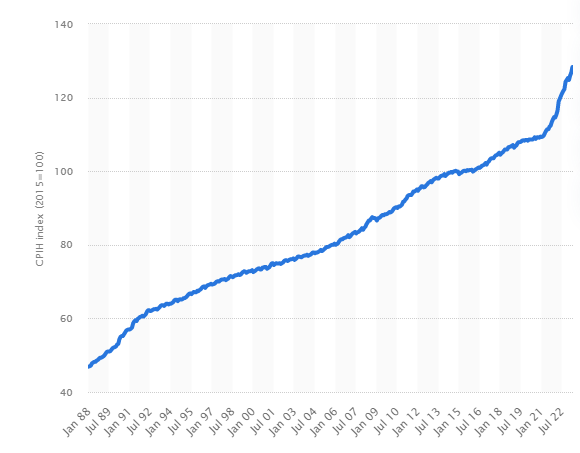 140
120
100
80
60
40
CPIH index (2015=100)
Jan 88
Jul 89
Jan 91
Jul 92
Jan 94
Jul 95
Jan 97
Jul 98
Jan 00
Jul 01
Jan 03
Jul 04
Jan 06
Jul 07
Jan 09
Jul 10
Jan 12
Jul 13
Jan 15
Jul 16
Jan 18
Jul 19
Jan 21
Jul 22